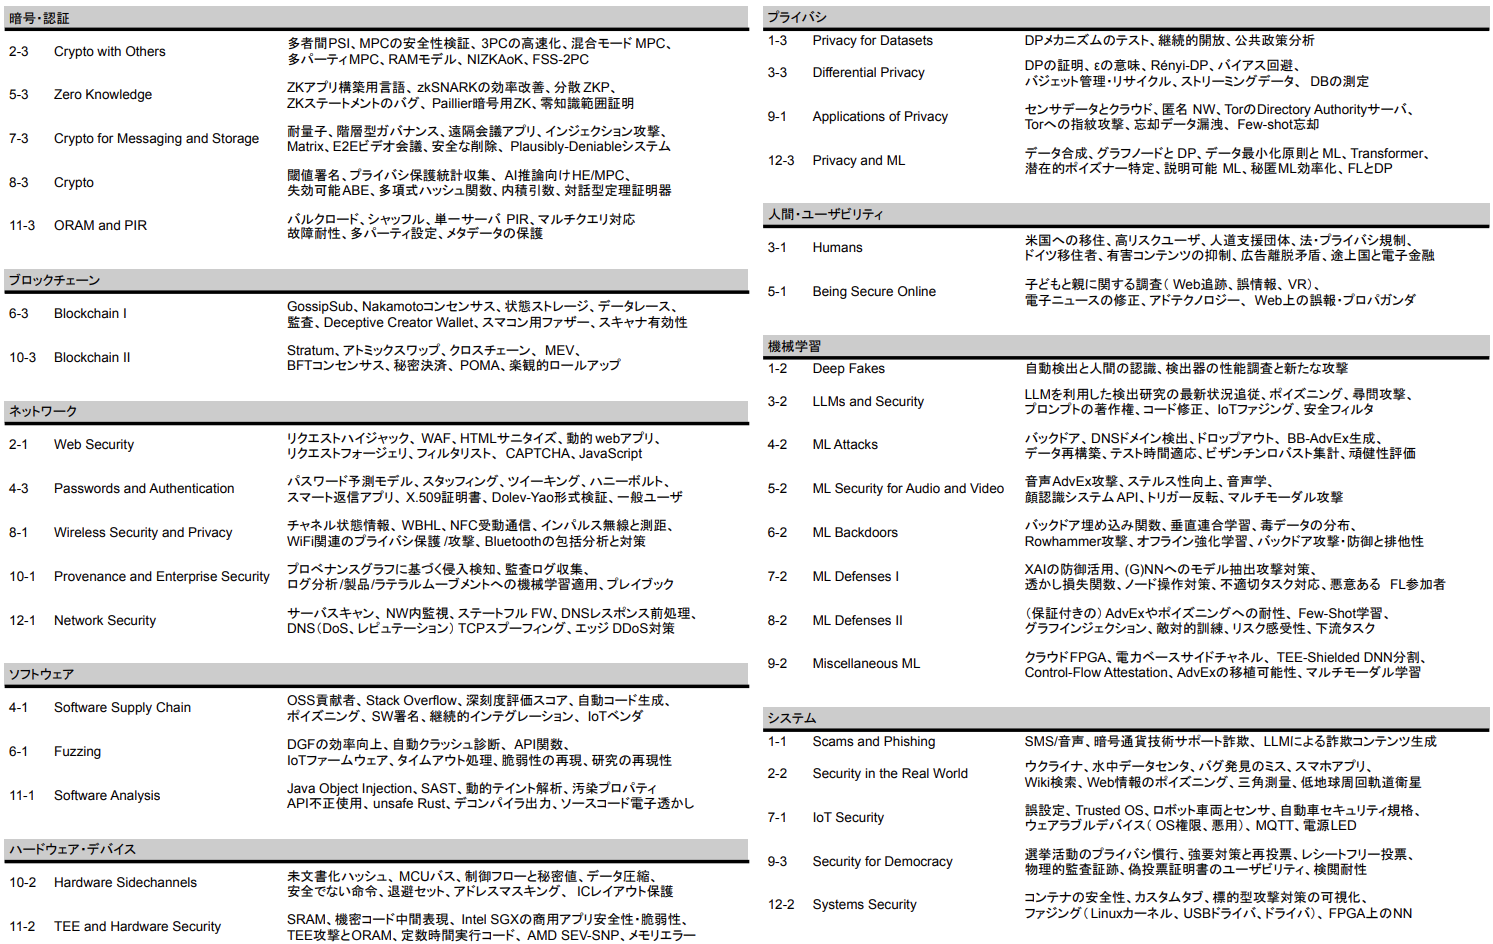 暗号・認証
2-3 Crypto with Others 多者間PSI、MPCの安全性検証、3PCの高速化、混合モード MPC、
多パーティMPC、RAMモデル、NIZKAoK、FSS-2PC
5-3 Zero Knowledge ZKアプリ構築用言語、zkSNARKの効率改善、分散 ZKP、
ZKステートメントのバグ、Paillier暗号用ZK、零知識範囲証明
7-3 Crypto for Messaging and Storage 耐量子、階層型ガバナンス、遠隔会議アプリ、インジェクション攻撃、
Matrix、E2Eビデオ会議、安全な削除、Plausibly-Deniableシステム
8-3 Crypto 閾値署名、プライバシ保護統計収集、AI推論向けHE/MPC、
失効可能ABE、多項式ハッシュ関数、内積引数、対話型定理証明器
11-3 ORAM and PIR バルクロード、シャッフル、単一サーバ PIR、マルチクエリ対応
故障耐性、多パーティ設定、メタデータの保護
ブロックチェーン
6-3 Blockchain I GossipSub、Nakamotoコンセンサス、状態ストレージ、データレース、
監査、Deceptive Creator Wallet、スマコン用ファザー、スキャナ有効性
10-3 Blockchain II Stratum、アトミックスワップ、クロスチェーン、MEV、
BFTコンセンサス、秘密決済、POMA、楽観的ロールアップ
ネットワーク
2-1 Web Security リクエストハイジャック、WAF、HTMLサニタイズ、動的 webアプリ、
リクエストフォージェリ、フィルタリスト、CAPTCHA、JavaScript
4-3 Passwords and Authentication パスワード予測モデル、スタッフィング、ツイーキング、ハニーボルト、
スマート返信アプリ、X.509証明書、Dolev-Yao形式検証、一般ユーザ
8-1 Wireless Security and Privacy チャネル状態情報、WBHL、NFC受動通信、インパルス無線と測距、
WiFi関連のプライバシ保護 /攻撃、Bluetoothの包括分析と対策
10-1 Provenance and Enterprise Security プロベナンスグラフに基づく侵入検知、監査ログ収集、
ログ分析/製品/ラテラルムーブメントへの機械学習適用、プレイブック
12-1 Network Security サーバスキャン、NW内監視、ステートフル FW、DNSレスポンス前処理、
DNS（DoS、レピュテーション） TCPスプーフィング、エッジ DDoS対策
ソフトウェア
4-1 Software Supply Chain OSS貢献者、Stack Overflow、深刻度評価スコア、自動コード生成、
ポイズニング、SW署名、継続的インテグレーション、IoTベンダ
6-1 Fuzzing DGFの効率向上、自動クラッシュ診断、API関数、
IoTファームウェア、タイムアウト処理、脆弱性の再現、研究の再現性
11-1 Software Analysis Java Object Injection、SAST、動的テイント解析、汚染プロパティ
API不正使用、unsafe Rust、デコンパイラ出力、ソースコード電子透かし
ハードウェア・デバイス
10-2 Hardware Sidechannels 未文書化ハッシュ、MCUバス、制御フローと秘密値、データ圧縮、
安全でない命令、退避セット、アドレスマスキング、ICレイアウト保護
11-2 TEE and Hardware Security SRAM、機密コード中間表現、Intel SGXの商用アプリ安全性・脆弱性、
TEE攻撃とORAM、定数時間実行コード、AMD SEV-SNP、メモリエラー
プライバシ
1-3 Privacy for Datasets DPメカニズムのテスト、継続的開放、公共政策分析
3-3 Differential Privacy DPの証明、εの意味、Rényi-DP、バイアス回避、
バジェット管理・リサイクル、ストリーミングデータ、DBの測定
9-1 Applications of Privacy センサデータとクラウド、匿名 NW、TorのDirectory Authorityサーバ、
Torへの指紋攻撃、忘却データ漏洩、Few-shot忘却
12-3 Privacy and ML データ合成、グラフノードと DP、データ最小化原則と ML、Transformer、
潜在的ポイズナー特定、説明可能 ML、秘匿ML効率化、FLとDP
人間・ユーザビリティ
3-1 Humans 米国への移住、高リスクユーザ、人道支援団体、法・プライバシ規制、
ドイツ移住者、有害コンテンツの抑制、広告離脱矛盾、途上国と電子金融
5-1 Being Secure Online 子どもと親に関する調査（ Web追跡、誤情報、VR）、
電子ニュースの修正、アドテクノロジー、Web上の誤報・プロパガンダ
機械学習
1-2 Deep Fakes 自動検出と人間の認識、検出器の性能調査と新たな攻撃
3-2 LLMs and Security LLMを利用した検出研究の最新状況追従、ポイズニング、尋問攻撃、
プロンプトの著作権、コード修正、IoTファジング、安全フィルタ
4-2 ML Attacks バックドア、DNSドメイン検出、ドロップアウト、BB-AdvEx生成、
データ再構築、テスト時間適応、ビザンチンロバスト集計、頑健性評価
5-2 ML Security for Audio and Video 音声AdvEx攻撃、ステルス性向上、音声学、
顔認識システム API、トリガー反転、マルチモーダル攻撃
6-2 ML Backdoors バックドア埋め込み関数、垂直連合学習、毒データの分布、
Rowhammer攻撃、オフライン強化学習、バックドア攻撃・防御と排他性
7-2 ML Defenses I XAIの防御活用、(G)NNへのモデル抽出攻撃対策、
透かし損失関数、ノード操作対策、不適切タスク対応、悪意ある FL参加者
8-2 ML Defenses II （保証付きの） AdvExやポイズニングへの耐性、Few-Shot学習、
グラフインジェクション、敵対的訓練、リスク感受性、下流タスク
9-2 Miscellaneous ML クラウドFPGA、電力ベースサイドチャネル、TEE-Shielded DNN分割、
Control-Flow Attestation、AdvExの移植可能性、マルチモーダル学習
システム
1-1 Scams and Phishing SMS/音声、暗号通貨技術サポート詐欺、LLMによる詐欺コンテンツ生成
2-2 Security in the Real World ウクライナ、水中データセンタ、バグ発見のミス、スマホアプリ、
Wiki検索、Web情報のポイズニング、三角測量、低地球周回軌道衛星
7-1 IoT Security 誤設定、Trusted OS、ロボット車両とセンサ、自動車セキュリティ規格、
ウェアラブルデバイス（ OS権限、悪用）、MQTT、電源LED
9-3 Security for Democracy 選挙活動のプライバシ慣行、強要対策と再投票、レシートフリー投票、
物理的監査証跡、偽投票証明書のユーザビリティ、検閲耐性
12-2 Systems Security コンテナの安全性、カスタムタブ、標的型攻撃対策の可視化、
ファジング（Linuxカーネル、USBドライバ、ドライバ）、FPGA上のNN